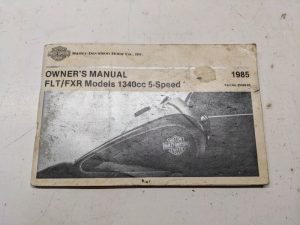 Harley-Davidson Motor Co., Inc.
OWNER'S MANUAL
1985
FLT/FXR Models 1340cc 5-Speed